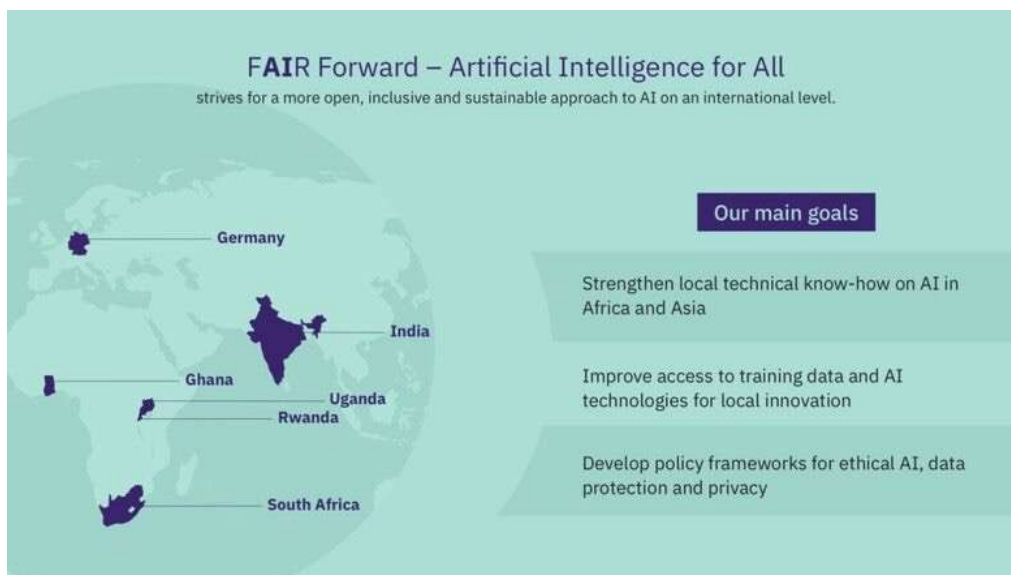 FAIR Forward – Artificial Intelligence for All
strives for a more open, inclusive and sustainable approach to AI on an international level.
Our main goals
Germany
India
Ghana
Uganda
Rwanda
South Africa
Strengthen local technical know-how on AI in
Africa and Asia
Improve access to training data and AI
technologies for local innovation
Develop policy frameworks for ethical AI, data
protection and privacy